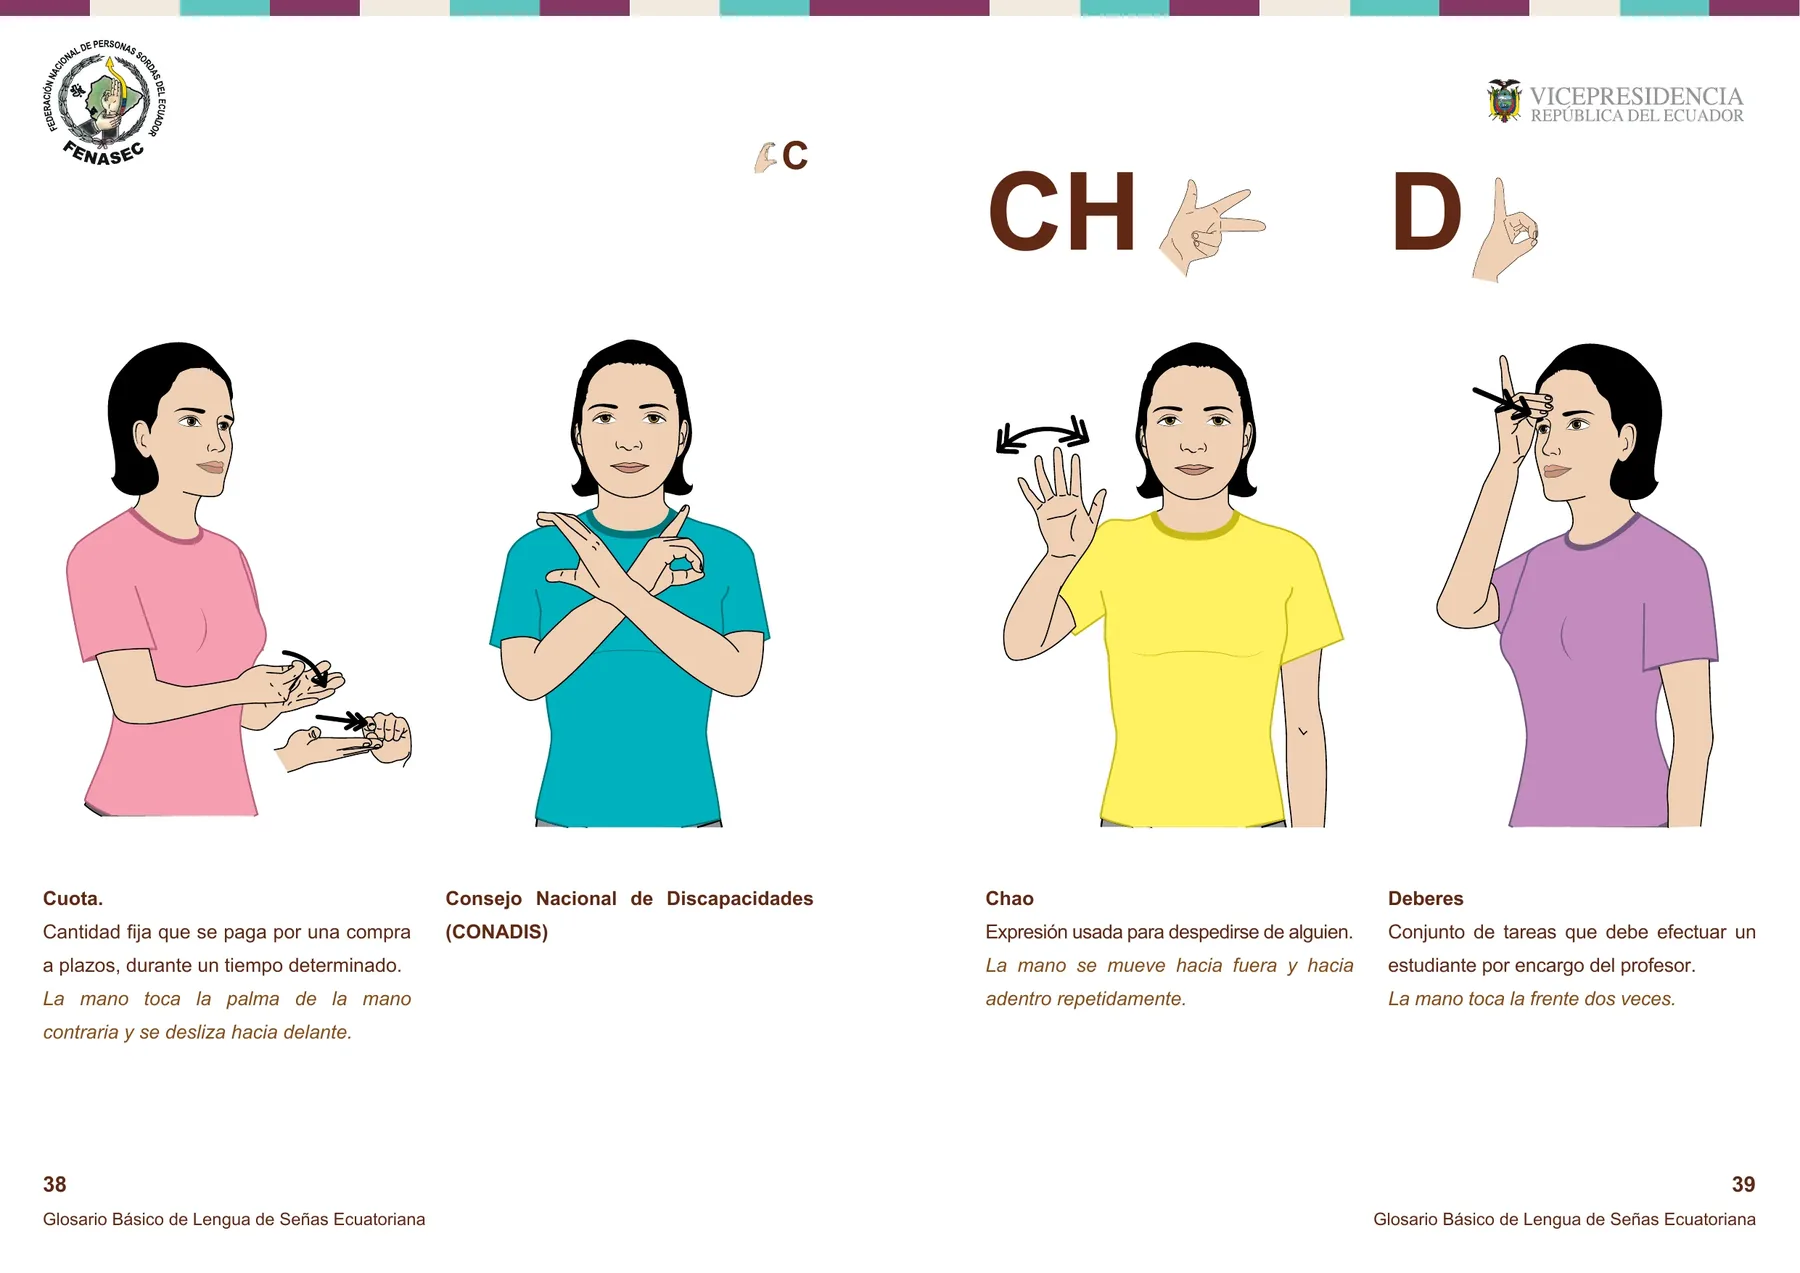 FEDERACIÓN NACIONAL DE PERSONAS SORDAS DEL ECUADOR
FENASEC
C
Cuota.
Cantidad fija que se paga por una compra
a plazos, durante un tiempo determinado.
La mano toca la palma de la mano
contraria y se desliza hacia delante.
Consejo Nacional de Discapacidades
(CONADIS)
38
Glosario Básico de Lengua de Señas Ecuatoriana
VICEPRESIDENCIA
REPÚBLICA DEL ECUADOR
CH
D
Chao
Expresión usada para despedirse de alguien.
La mano se mueve hacia fuera y hacia
adentro repetidamente.
Deberes
Conjunto de tareas que debe efectuar un
estudiante por encargo del profesor.
La mano toca la frente dos veces.
39
Glosario Básico de Lengua de Señas Ecuatoriana